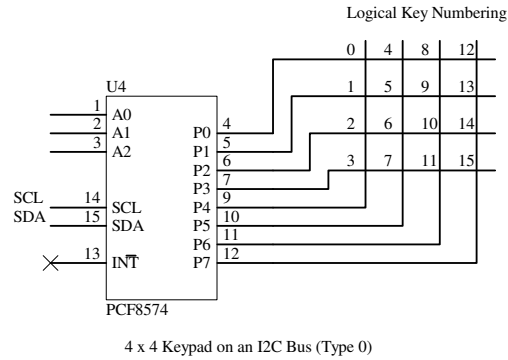 Logical Key Numbering
0 4 8 12
1 5 9 13
2 6 10 14
3 7 11 15
U4
1 A0
2 A1
3 A2
P0 4
P1 5
P2 6
P3 7
SCL 14 SCL P4 9
SDA 15 SDA P5 10
P6 11
13 INT P7 12
PCF8574
4 x 4 Keypad on an I2C Bus (Type 0)